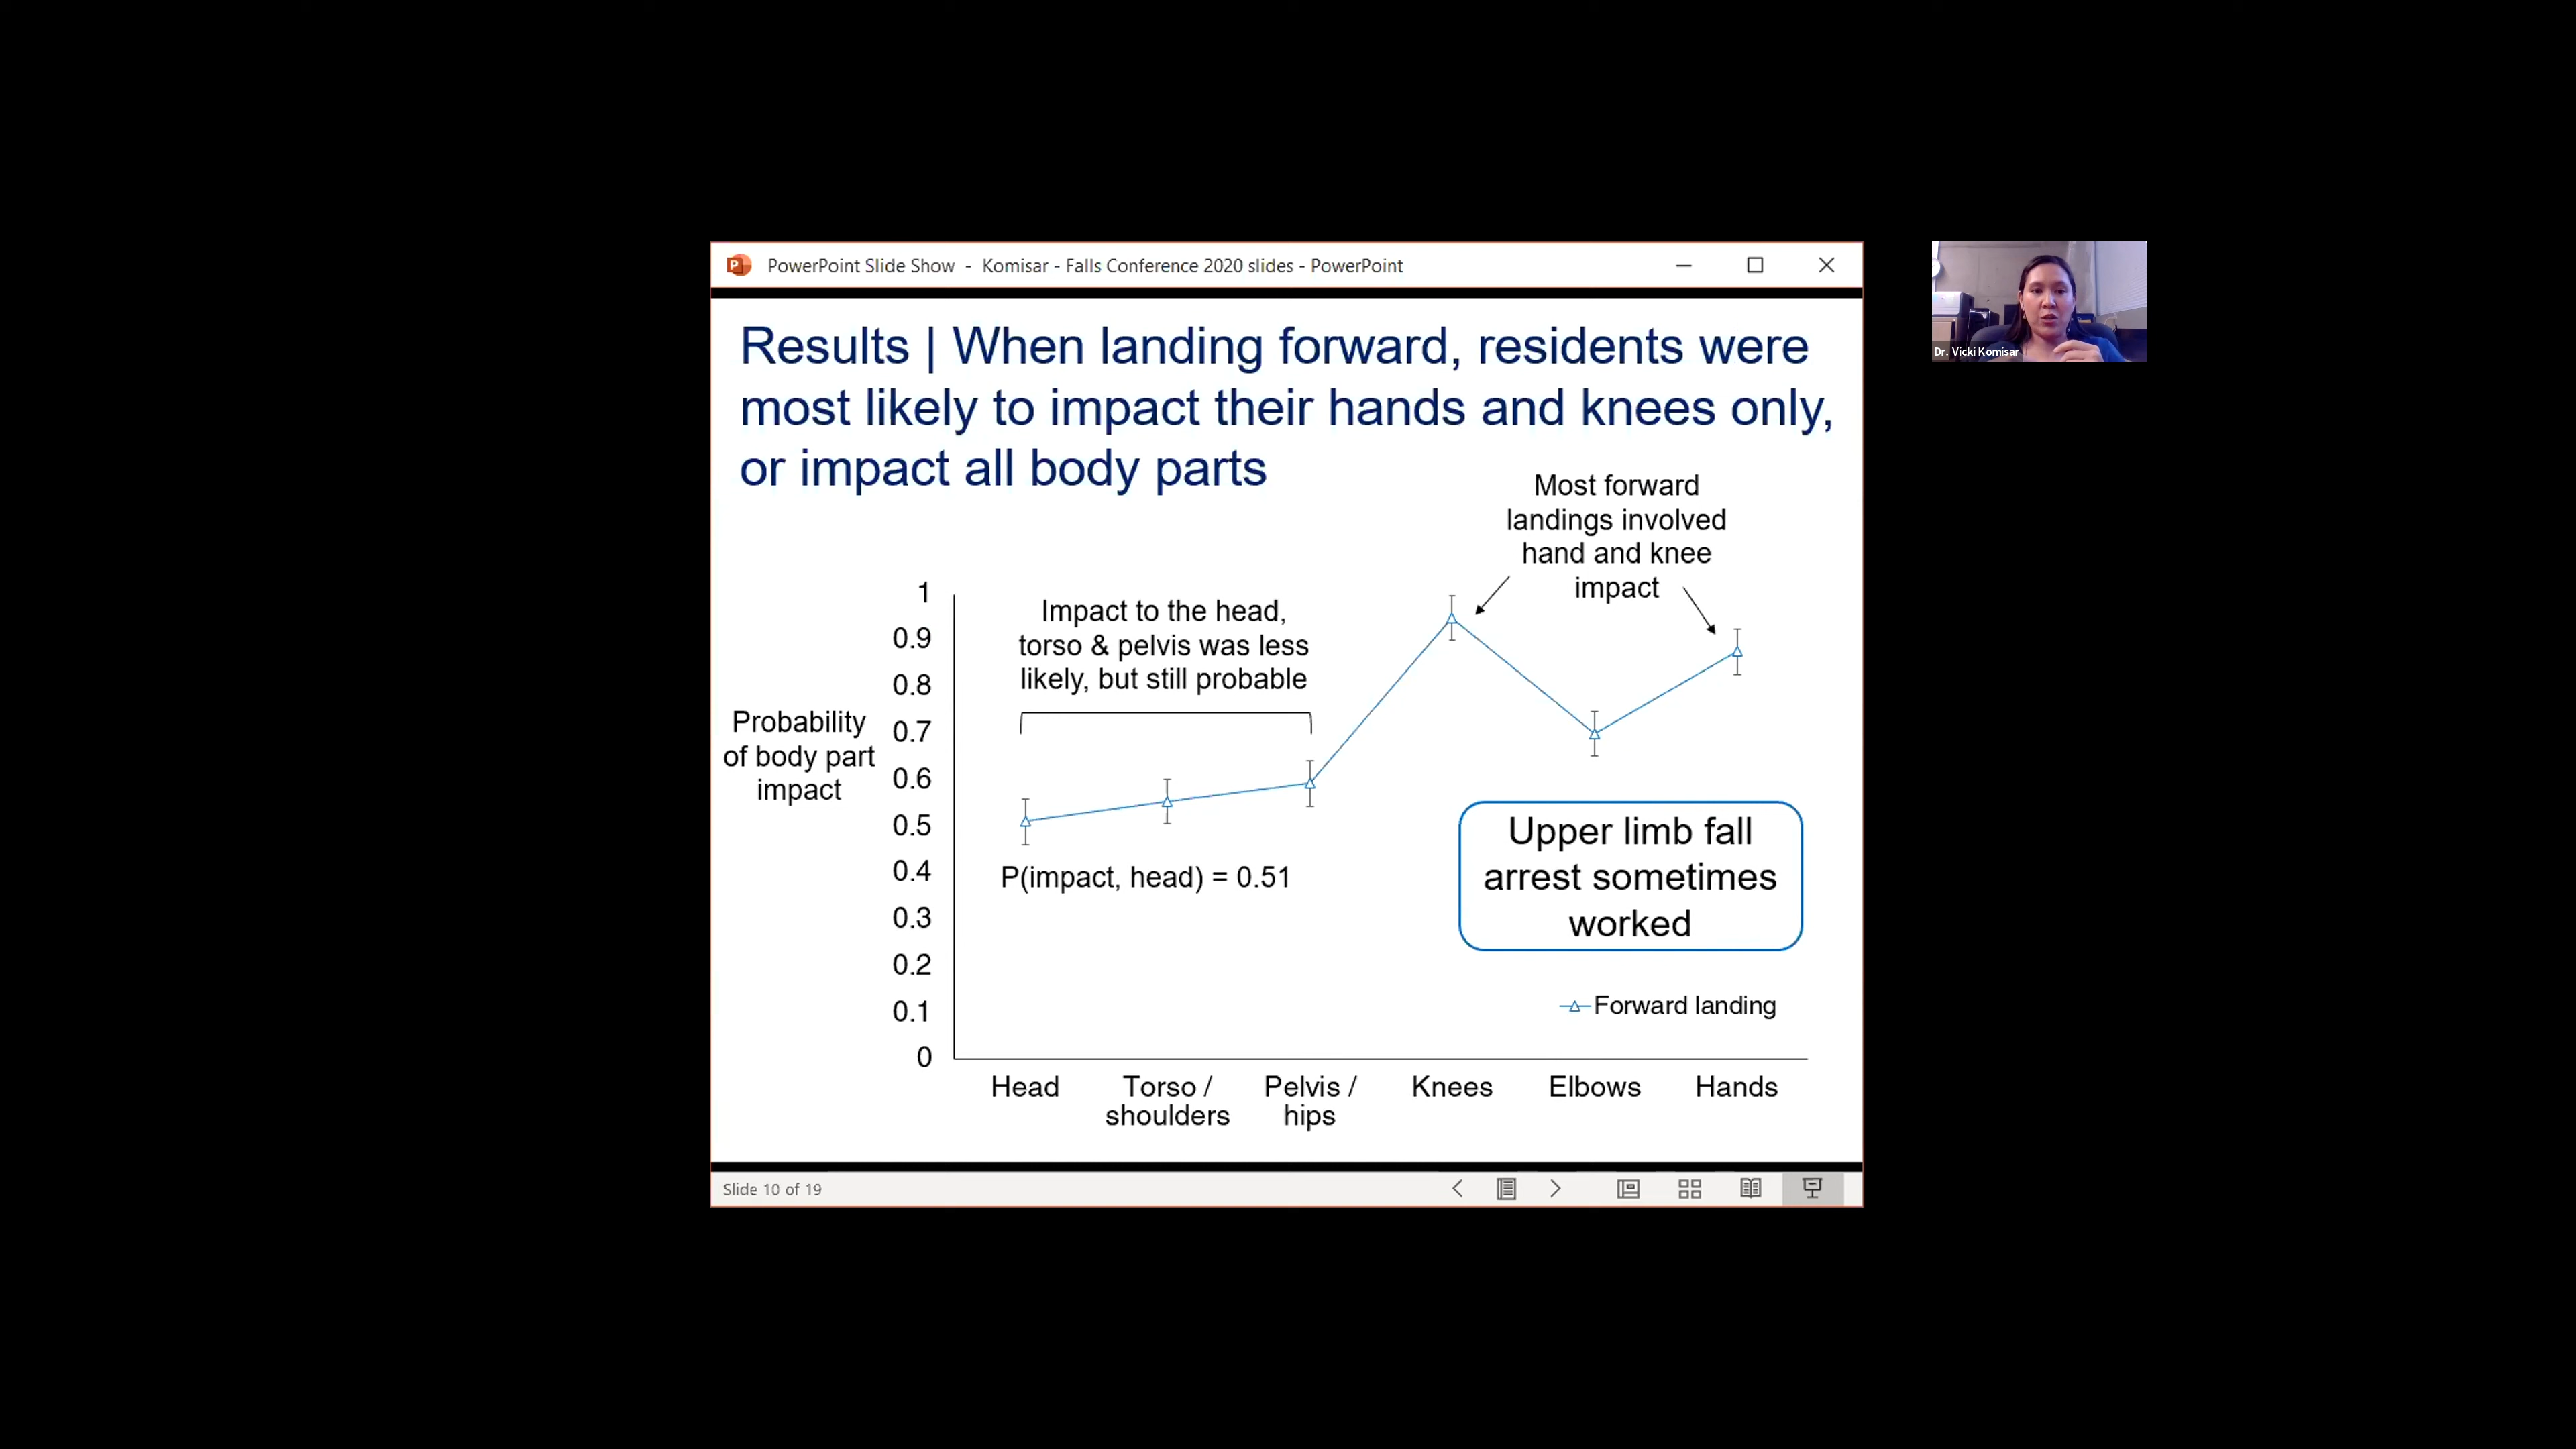 PowerPoint Slide Show - Komisar - Falls Conference 2020 slides - PowerPoint
Dr. Vicki Komisar
Results | When landing forward, residents were
most likely to impact their hands and knees only,
or impact all body parts
Most forward
landings involved
hand and knee
impact
Impact to the head,
torso & pelvis was less
likely, but still probable
Probability
of body part
impact
1
0.9
0.8
0.7
0.6
0.5
0.4
0.3
0.2
0.1
0
P(impact, head) = 0.51
Upper limb fall
arrest sometimes
worked
Forward landing
Head
Torso /
shoulders
Pelvis /
hips
Knees
Elbows
Hands
Slide 10 of 19